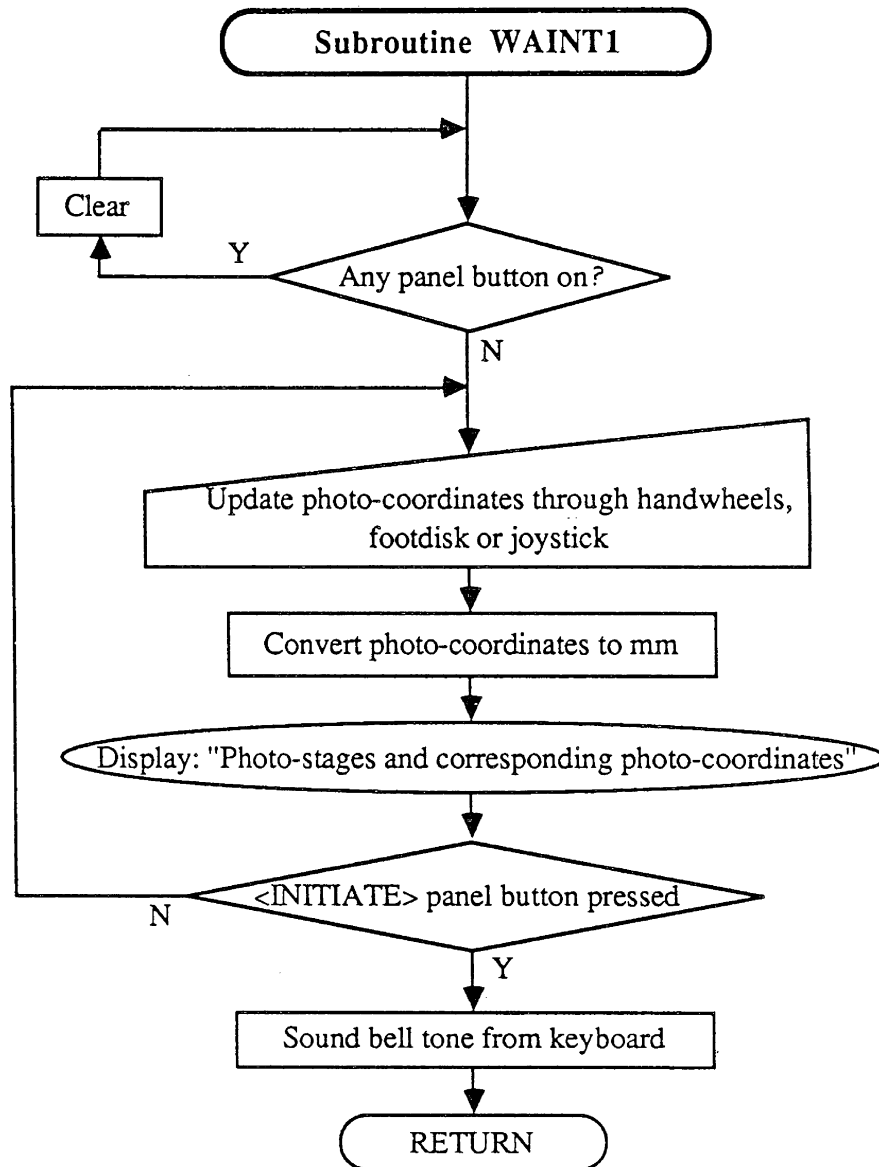 Subroutine WAINT1
Clear
Y
Any panel button on?
N
Update photo-coordinates through handwheels,
footdisk or joystick
Convert photo-coordinates to mm
Display: "Photo-stages and corresponding photo-coordinates"
<INITIATE> panel button pressed
N
Y
Sound bell tone from keyboard
RETURN